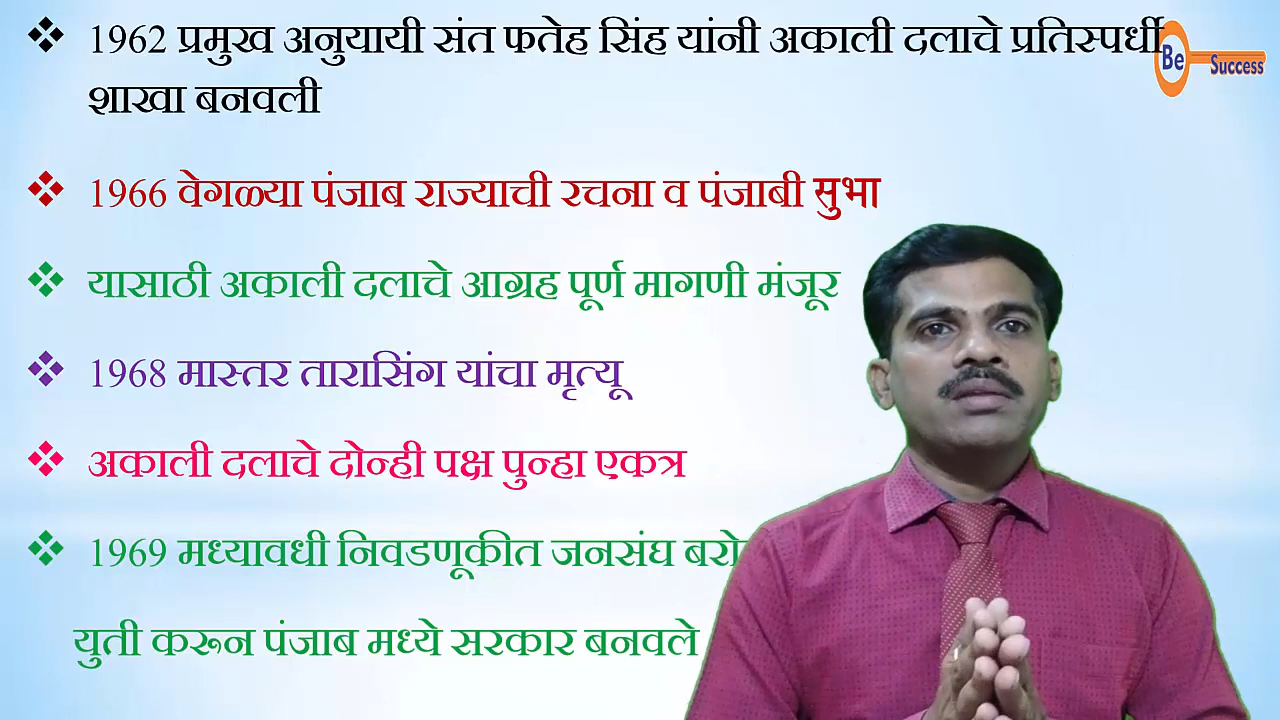 1962 प्रमुख अनुयायी संत फतेह सिंह यांनी अकाली दलाचे प्रतिस्पर्धी
शाखा बनवली
Be Success
1966 वेगळ्या पंजाब राज्याची रचना व पंजाबी सुभा
यासाठी अकाली दलाचे आग्रह पूर्ण मागणी मंजूर
1968 मास्तर तारासिंग यांचा मृत्यू
अकाली दलाचे दोन्ही पक्ष पुन्हा एकत्र
1969 मध्यावधी निवडणूकीत जनसंघ
युती करून पंजाब मध्ये सरकार बनवले